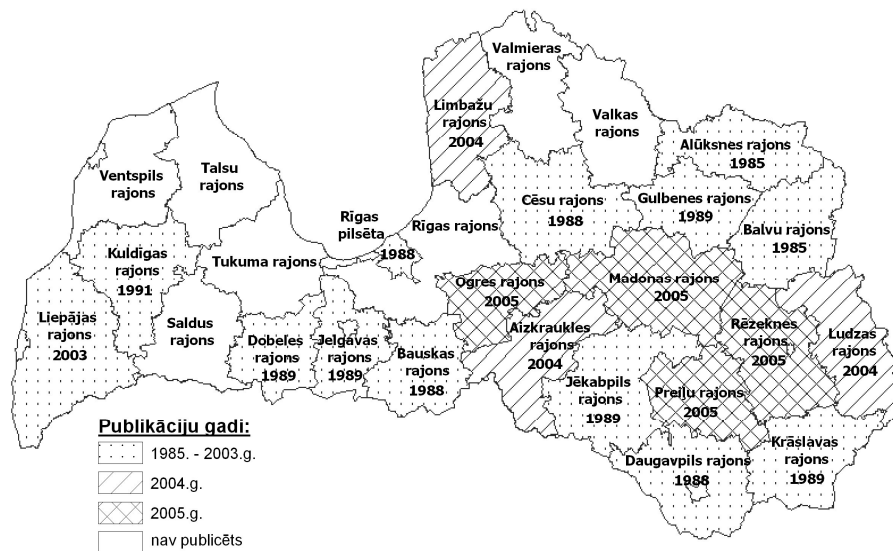 Valmieras
rajons
Limbažu
rajons
2004
Valkas
rajons
Alūksnes rajons
1985
Ventspils
rajons
Talsu
rajons
Cēsu rajons
1988
Gulbenes rajons
1989
Balvu rajons
1985
Rīgas
pilsēta
1988
Rīgas rajons
Kuldīgas
rajons
1991
Tukuma rajons
Ogres rajons
2005
Madonas rajons
2005
Liepājas
rajons
2003
Saldus
rajons
Dobeles
rajons
1989
Jelgavas
rajons
1989
Bauskas
rajons
1988
Aizkraukles
rajons
2004
Rēzeknes
rajons
2005
Ludzas
rajons
2004
Jēkabpils
rajons
1989
Preiļu rajons
2005
Daugavpils rajons
1988
Krāslavas
rajons
1989
Publikāciju gadi:
1985. - 2003.g.
2004.g.
2005.g.
nav publicēts